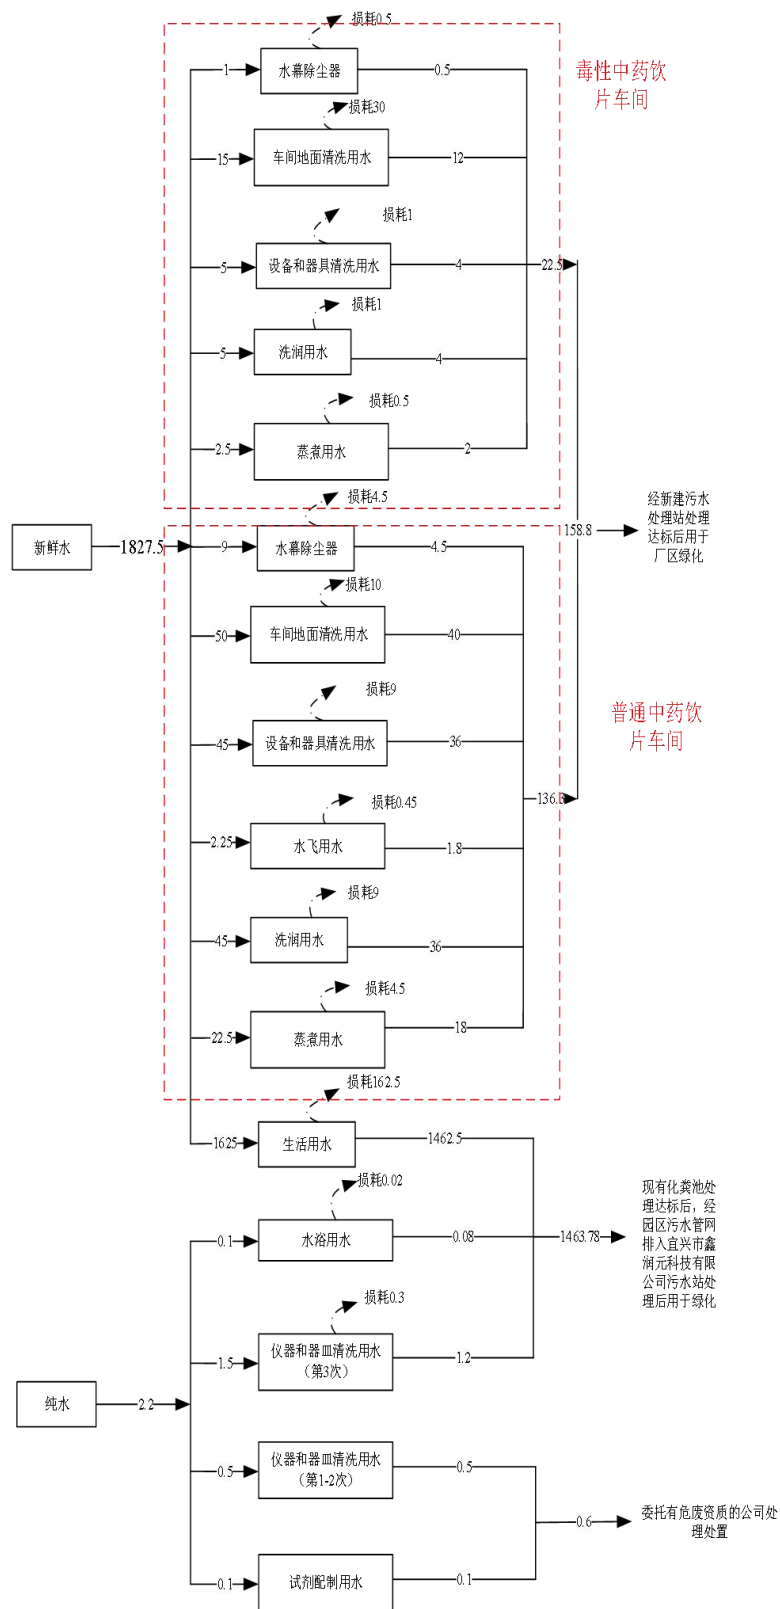 损耗0.5
1
水幕除尘器
0.5
毒性中药饮
片车间
损耗30
15
车间地面清洗用水
12
损耗1
5
设备和器具清洗用水
4
22.5
损耗1
5
洗润用水
4
损耗0.5
2.5
蒸煮用水
2
损耗4.5
新鲜水
1827.5
9
水幕除尘器
4.5
158.8
经新建污水
处理站处理
达标后用于
厂区绿化
损耗10
50
车间地面清洗用水
40
损耗9
45
设备和器具清洗用水
36
普通中药饮
片车间
136.3
损耗0.45
2.25
水飞用水
1.8
损耗9
45
洗润用水
36
损耗4.5
22.5
蒸煮用水
18
损耗162.5
1625
生活用水
1462.5
损耗0.02
0.1
水浴用水
0.08
1463.78
现有化粪池处
理达标后，经
园区污水管网
排入宜兴市鑫
润元科技有限
公司污水站处
理后用于绿化
损耗0.3
1.5
仪器和器皿清洗用水
（第3次）
1.2
纯水
2.2
0.5
仪器和器皿清洗用水
（第1-2次）
0.5
0.6
委托有危废资质的公司处
理处置
0.1
试剂配制用水
0.1